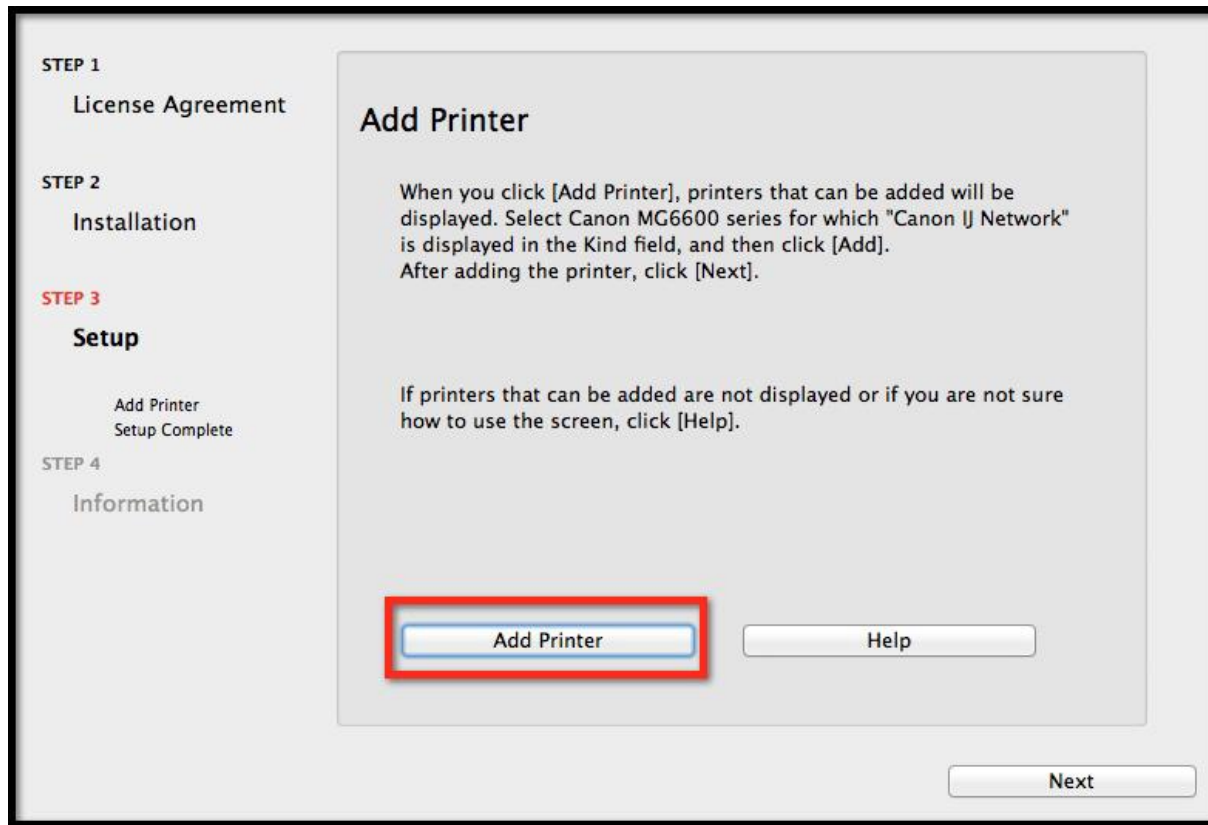 STEP 1
License Agreement
STEP 2
Installation
STEP 3
Setup
Add Printer
Setup Complete
STEP 4
Information
Add Printer
When you click [Add Printer], printers that can be added will be
displayed. Select Canon MG6600 series for which "Canon IJ Network"
is displayed in the Kind field, and then click [Add].
After adding the printer, click [Next].
If printers that can be added are not displayed or if you are not sure
how to use the screen, click [Help].
Add Printer
Help
Next